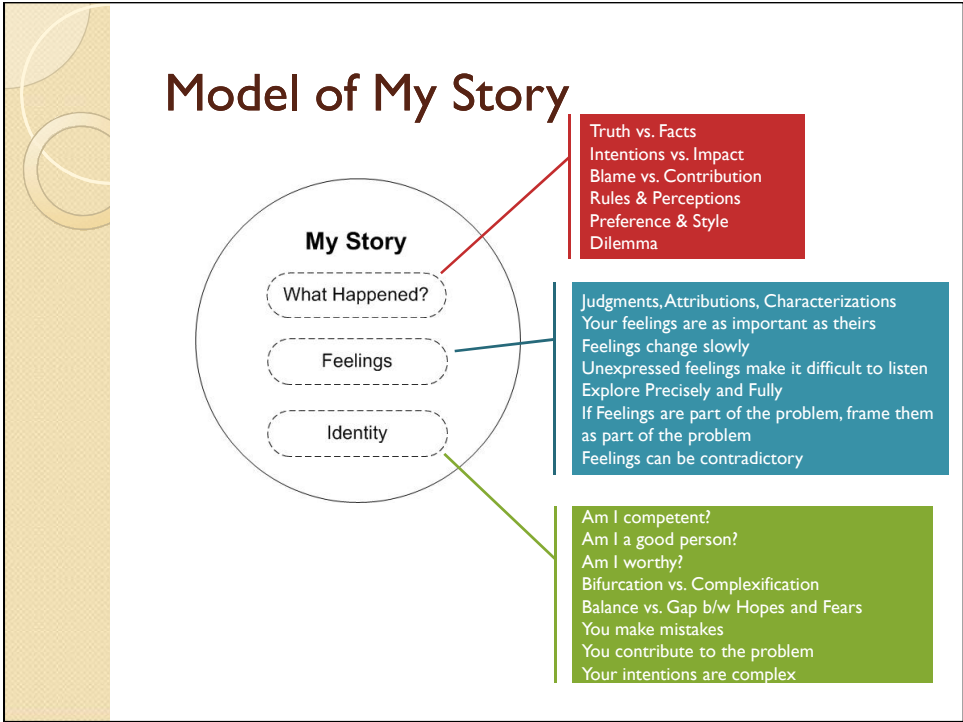 Model of My Story
My Story
What Happened?
Feelings
Identity
Truth vs. Facts
Intentions vs. Impact
Blame vs. Contribution
Rules & Perceptions
Preference & Style
Dilemma
Judgments, Attributions, Characterizations
Your feelings are as important as theirs
Feelings change slowly
Unexpressed feelings make it difficult to listen
Explore Precisely and Fully
If Feelings are part of the problem, frame them
as part of the problem
Feelings can be contradictory
Am I competent?
Am I a good person?
Am I worthy?
Bifurcation vs. Complexification
Balance vs. Gap b/w Hopes and Fears
You make mistakes
You contribute to the problem
Your intentions are complex